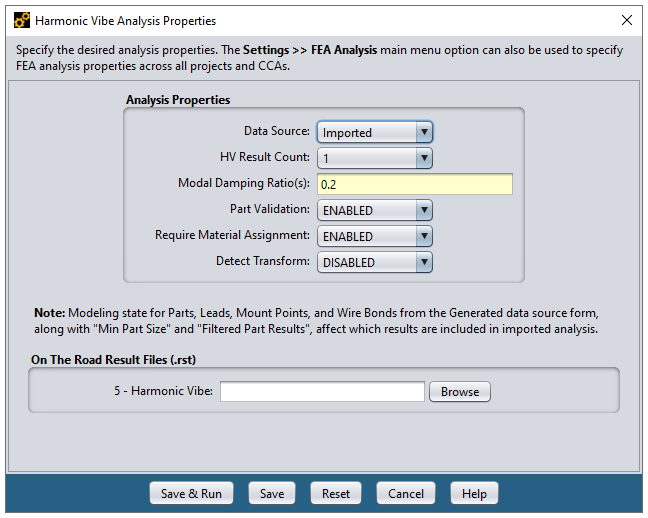 Harmonic Vibe Analysis Properties
Specify the desired analysis properties. The Settings >> FEA Analysis main menu option can also be used to specify
FEA analysis properties across all projects and CCAs.
Analysis Properties
Data Source: Imported
HV Result Count: 1
Modal Damping Ratio(s): 0.2
Part Validation: ENABLED
Require Material Assignment: ENABLED
Detect Transform: DISABLED
Note: Modeling state for Parts, Leads, Mount Points, and Wire Bonds from the Generated data source form,
along with "Min Part Size" and "Filtered Part Results", affect which results are included in imported analysis.
On The Road Result Files (.rst)
5 - Harmonic Vibe: Browse
Save & Run Save Reset Cancel Help